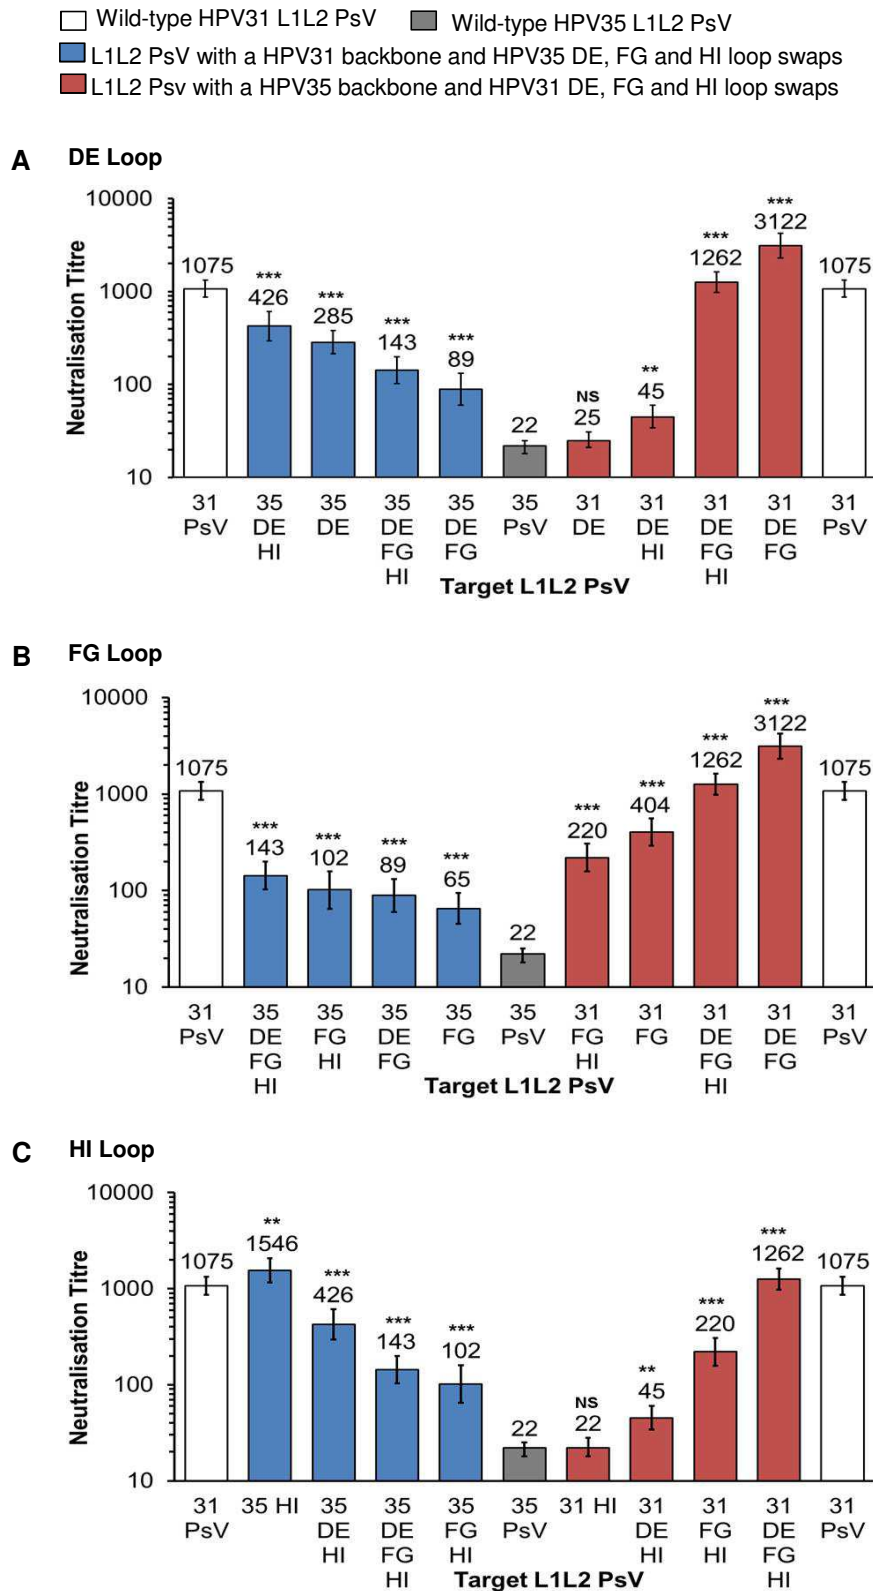 Wild-type HPV31 L1L2 PsV Wild-type HPV35 L1L2 PsV
L1L2 PsV with a HPV31 backbone and HPV35 DE, FG and HI loop swaps
L1L2 Psv with a HPV35 backbone and HPV31 DE, FG and HI loop swaps
A DE Loop
Neutralisation Titre
10000
1000
100
10
1075
***
426
***
285
***
143
***
89
22
NS
25
**
45
***
1262
***
3122
1075
31 35 35 35 35 35 31 31 31 31 31
PsV DE DE DE DE PsV DE DE DE DE PsV
HI FG FG HI FG FG
HI HI
Target L1L2 PsV
B FG Loop
Neutralisation Titre
10000
1000
100
10
1075
***
143
***
102
***
89
***
65
22
***
220
***
404
***
1262
***
3122
1075
31 35 35 35 35 35 31 31 31 31 31
PsV DE FG DE FG PsV FG FG DE DE PsV
FG HI FG HI FG FG
HI HI
Target L1L2 PsV
C HI Loop
Neutralisation Titre
10000
1000
100
10
1075
**
1546
***
426
***
143
***
102
22
NS
22
**
45
***
220
***
1262
1075
31 35 HI 35 35 35 35 31 HI 31 31 31 31
PsV DE DE FG PsV DE FG DE PsV
HI FG HI HI HI FG
HI HI
Target L1L2 PsV